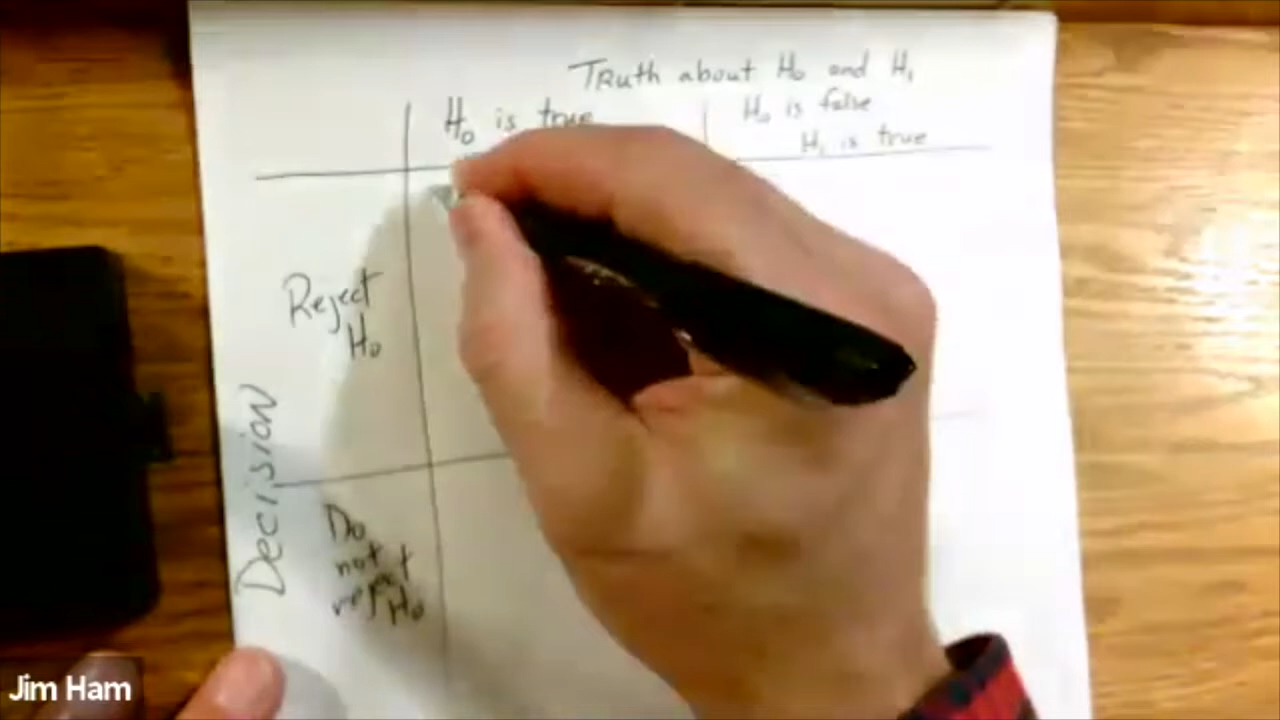 Truth about H₀ and H₁
H₀ is true
H₀ is false
H₁ is true
Reject
H₀
Decision
Do
not
reject
H₀
Jim Ham